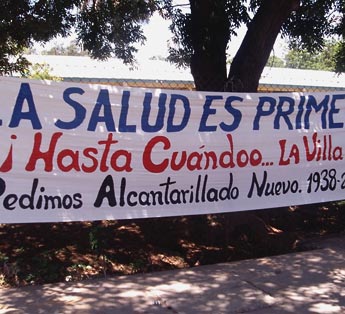 LA SALUD ES PRIME
¡i Hasta Cuándoo... LA Villa
Pedimos Alcantarillado Nuevo. 1938-2